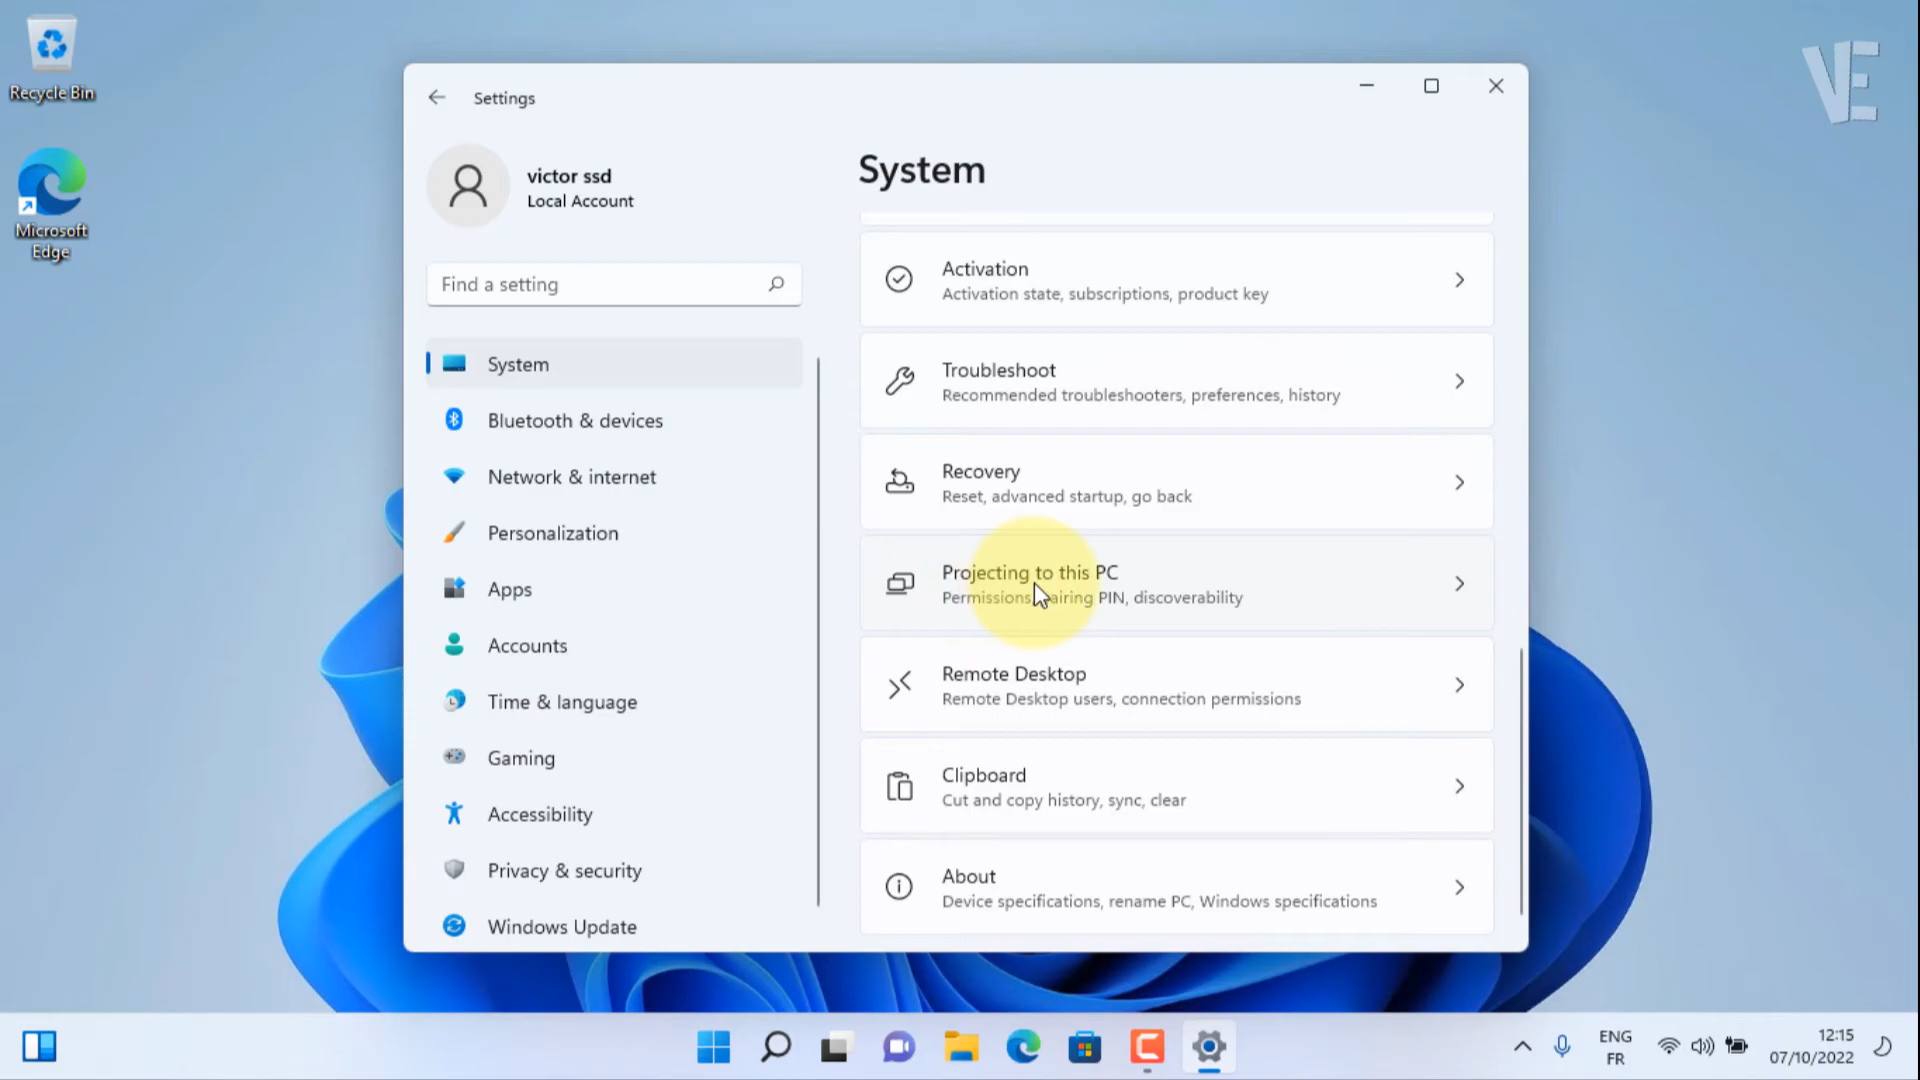 Recycle Bin
Microsoft
Edge
Settings
victor ssd
Local Account
Find a setting
System
Bluetooth & devices
Network & internet
Personalization
Apps
Accounts
Time & language
Gaming
Accessibility
Privacy & security
Windows Update
System
Activation
Activation state, subscriptions, product key
Troubleshoot
Recommended troubleshooters, preferences, history
Recovery
Reset, advanced startup, go back
Projecting to this PC
Permissions, pairing PIN, discoverability
Remote Desktop
Remote Desktop users, connection permissions
Clipboard
Cut and copy history, sync, clear
About
Device specifications, rename PC, Windows specifications
VE
ENG
FR
12:15
07/10/2022